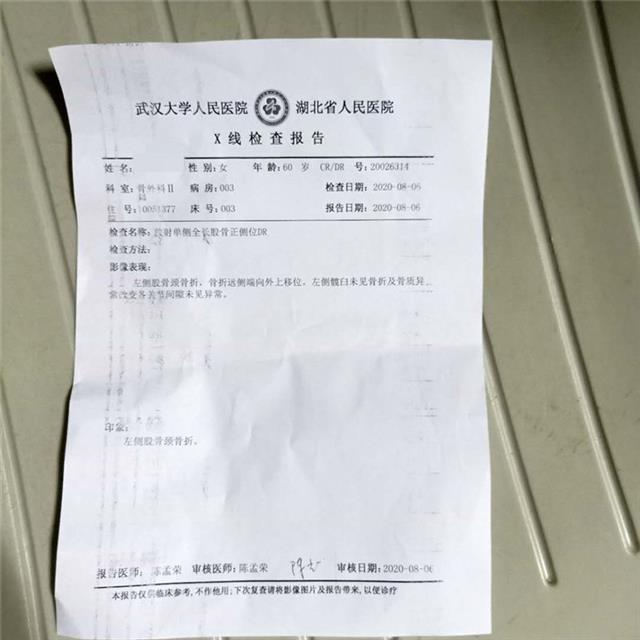 武汉大学人民医院 湖北省人民医院
X 线检查报告
姓名: 性别:女 年龄:60 岁 CR/DR 号:20026314
科室:骨外科Ⅱ 病房:003 检查日期:2020-08-06
住 号:10051377 床号:003 报告日期:2020-08-06
检查名称:放射单侧全长股骨正侧位DR
检查方法:
影像表现:
左侧股骨颈骨折,骨折远侧端向外上移位。左侧髋臼未见骨折及骨质异
常改变各关节间隙未见异常。
印象:
左侧股骨颈骨折。
报告医师:陈孟荣 审核医师:陈孟荣 审核日期:2020-08-06
本报告仅供临床参考,不作他用;下次复查请将影像图片及报告带来,以便诊疗